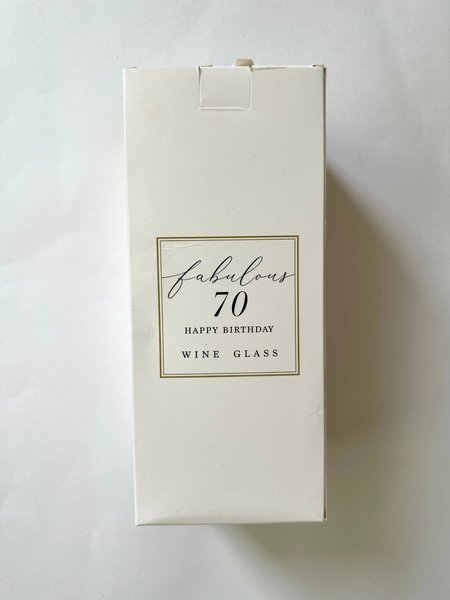 fabulous
70
HAPPY BIRTHDAY
WINE GLASS